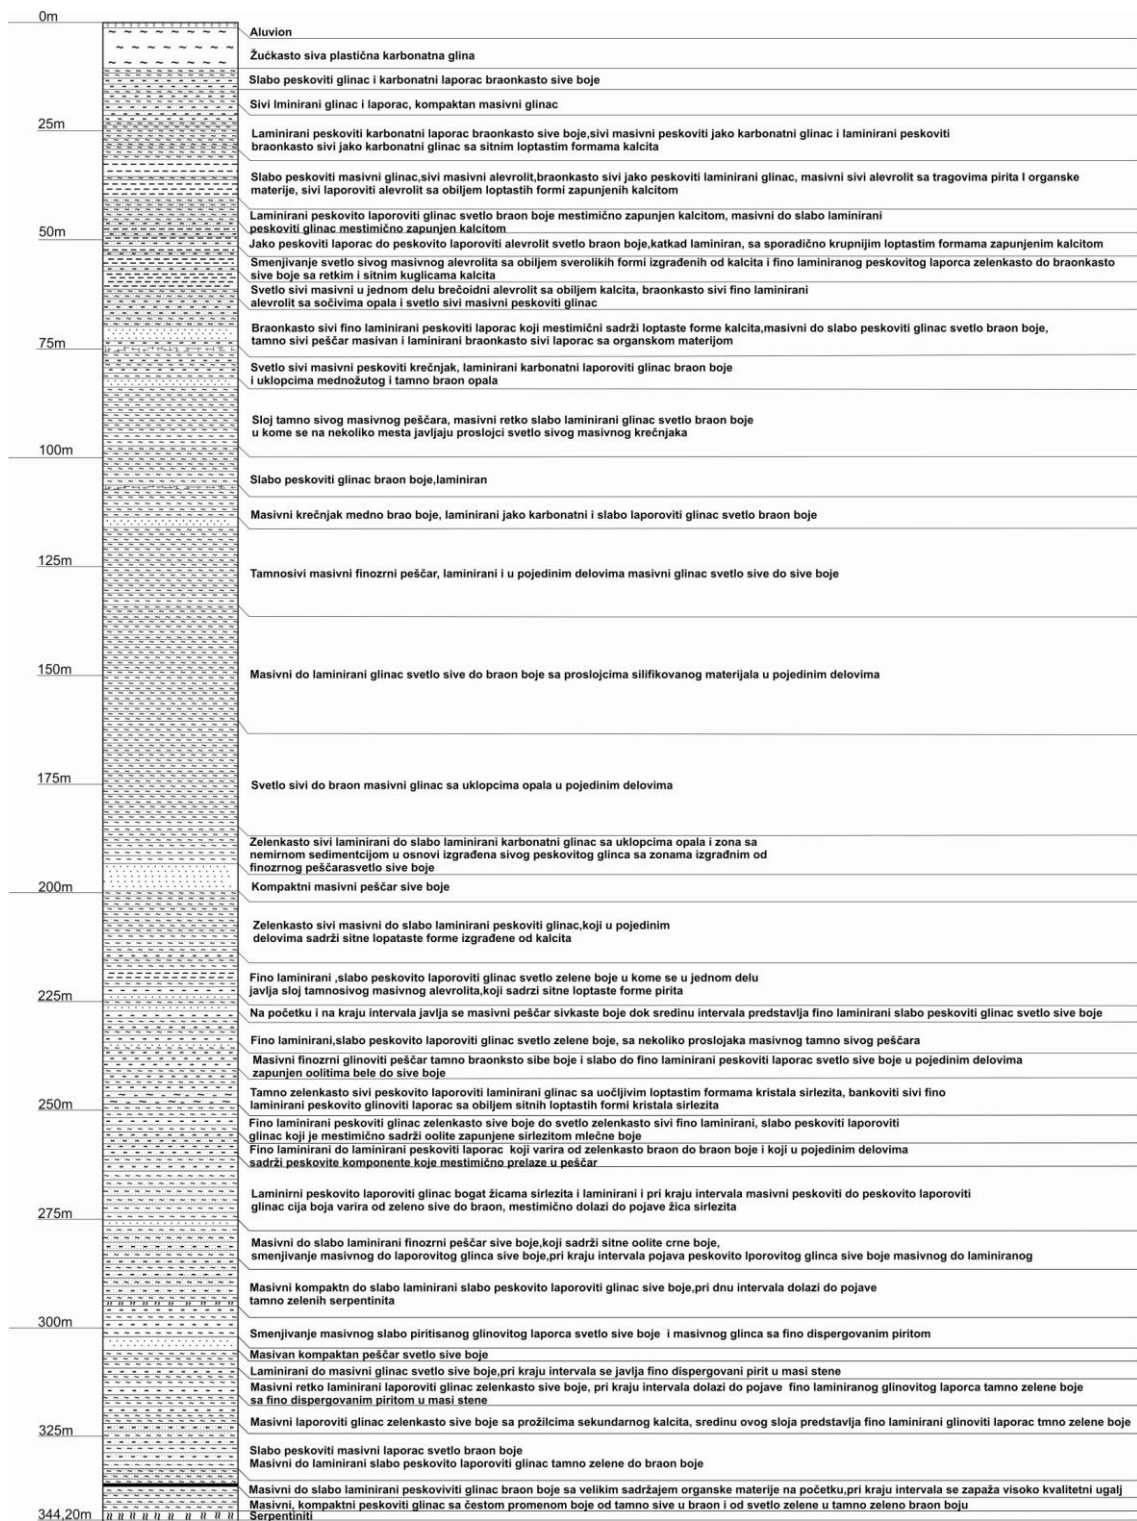 0m
Aluvion
Žućkasto siva plastična karbonatna glina
Slabo peskoviti glinac i karbonatni laporac braonkasto sive boje
Sivi lminirani glinac i laporac, kompaktan masivni glinac
25m
Laminirani peskoviti karbonatni laporac braonkasto sive boje,sivi masivni peskoviti jako karbonatni glinac i laminirani peskoviti
braonkasto sivi jako karbonatni glinac sa sitnim loptastim formama kalcita
Slabo peskoviti masivni glinac,sivi masivni alevrolit,braonkasto sivi jako peskoviti laminirani glinac, masivni sivi alevrolit sa tragovima pirita I organske
materije, sivi laporoviti alevrolit sa obiljem loptastih formi zapunjenih kalcitom
Laminirani peskovito laporoviti glinac svetlo braon boje mestimično zapunjen kalcitom, masivni do slabo laminirani
peskoviti glinac mestimično zapunjen kalcitom
50m
Jako peskoviti laporac do peskovito laporoviti alevrolit svetlo braon boje,katkad laminiran, sa sporadično krupnijim loptastim formama zapunjenim kalcitom
Smenjivanje svetlo sivog masivnog alevrolita sa obiljem sverolikih formi izgrađenih od kalcita i fino laminiranog peskovitog laporca zelenkasto do braonkasto
sive boje sa retkim i sitnim kuglicama kalcita
Svetlo sivi masivni u jednom delu brečoidni alevrolit sa obiljem kalcita, braonkasto sivi fino laminirani
alevrolit sa sočivima opala i svetlo sivi masivni peskoviti glinac
Braonkasto sivi fino laminirani peskoviti laporac koji mestimični sadrži loptaste forme kalcita,masivni do slabo peskoviti glinac svetlo braon boje,
tamno sivi peščar masivan i laminirani braonkasto sivi laporac sa organskom materijom
75m
Svetlo sivi masivni peskoviti krečnjak, laminirani karbonatni laporoviti glinac braon boje
i uklopcima mednožutog i tamno braon opala
Sloj tamno sivog masivnog peščara, masivni retko slabo laminirani glinac svetlo braon boje
u kome se na nekoliko mesta javljaju proslojci svetlo sivog masivnog krečnjaka
100m
Slabo peskoviti glinac braon boje,laminiran
Masivni krečnjak medno brao boje, laminirani jako karbonatni i slabo laporoviti glinac svetlo braon boje
125m
Tamnosivi masivni finozrni peščar, laminirani i u pojedinim delovima masivni glinac svetlo sive do sive boje
150m
Masivni do laminirani glinac svetlo sive do braon boje sa proslojcima silifikovanog materijala u pojedinim delovima
175m
Svetlo sivi do braon masivni glinac sa uklopcima opala u pojedinim delovima
Zelenkasto sivi laminirani do slabo laminirani karbonatni glinac sa uklopcima opala i zona sa
nemirnom sedimentcijom u osnovi izgrađena sivog peskovitog glinca sa zonama izgrađnim od
finozrnog peščarasvetlo sive boje
200m
Kompaktni masivni peščar sive boje
Zelenkasto sivi masivni do slabo laminirani peskoviti glinac,koji u pojedinim
delovima sadrži sitne lopataste forme izgrađene od kalcita
Fino laminirani ,slabo peskovito laporoviti glinac svetlo zelene boje u kome se u jednom delu
javlja sloj tamnosivog masivnog alevrolita,koji sadrzi sitne loptaste forme pirita
225m
Na početku i na kraju intervala javlja se masivni peščar sivkaste boje dok sredinu intervala predstavlja fino laminirani slabo peskoviti glinac svetlo sive boje
Fino laminirani,slabo peskovito laporoviti glinac svetlo zelene boje, sa nekoliko proslojaka masivnog tamno sivog peščara
Masivni finozrni glinoviti peščar tamno braonksto sibe boje i slabo do fino laminirani peskoviti laporac svetlo sive boje u pojedinim delovima
zapunjen oolitima bele do sive boje
Tamno zelenkasto sivi peskovito laporoviti laminirani glinac sa uočljivim loptastim formama kristala sirlezita, bankoviti sivi fino
laminirani peskovito glinoviti laporac sa obiljem sitnih loptastih formi kristala sirlezita
250m
Fino laminirani peskoviti glinac zelenkasto sive boje do svetlo zelenkasto sivi fino laminirani, slabo peskoviti laporoviti
glinac koji je mestimično sadrži oolite zapunjene sirlezitom mlečne boje
Fino laminirani do laminirani peskoviti laporac koji varira od zelenkasto braon do braon boje i koji u pojedinim delovima
sadrži peskovite komponente koje mestimično prelaze u peščar
Laminirni peskovito laporoviti glinac bogat žicama sirlezita i laminirani i pri kraju intervala masivni peskoviti do peskovito laporoviti
glinac cija boja varira od zeleno sive do braon, mestimično dolazi do pojave žica sirlezita
275m
Masivni do slabo laminirani finozrni peščar sive boje,koji sadrži sitne oolite crne boje,
smenjivanje masivnog do laporovitog glinca sive boje,pri kraju intervala pojava peskovito lporovitog glinca sive boje masivnog do laminiranog
Masivni kompaktn do slabo laminirani slabo peskovito laporoviti glinac sive boje,pri dnu intervala dolazi do pojave
tamno zelenih serpentinita
300m
Smenjivanje masivnog slabo piritisanog glinovitog laporca svetlo sive boje i masivnog glinca sa fino dispergovanim piritom
Masivan kompaktan peščar svetlo sive boje
Laminirani do masivni glinac svetlo sive boje,pri kraju intervala se javlja fino dispergovani pirit u masi stene
Masivni retko laminirani laporoviti glinac zelenkasto sive boje, pri kraju intervala dolazi do pojave fino laminiranog glinovitog laporca tamno zelene boje
sa fino dispergovanim piritom u masi stene
Masivni laporoviti glinac zelenkasto sive boje sa prožilcima sekundarnog kalcita, sredinu ovog sloja predstavlja fino laminirani glinoviti laporac tmno zelene boje
325m
Slabo peskoviti masivni laporac svetlo braon boje
Masivni do laminirani slabo peskovito laporoviti glinac tamno zelene do braon boje
Masivni do slabo laminirani peskoviviti glinac braon boje sa velikim sadržajem organske materije na početku,pri kraju intervala se zapaža visoko kvalitetni ugalj
Masivni, kompaktni peskoviti glinac sa čestom promenom boje od tamno sive u braon i od svetlo zelene u tamno zeleno braon boju
344,20m
Serpentiniti